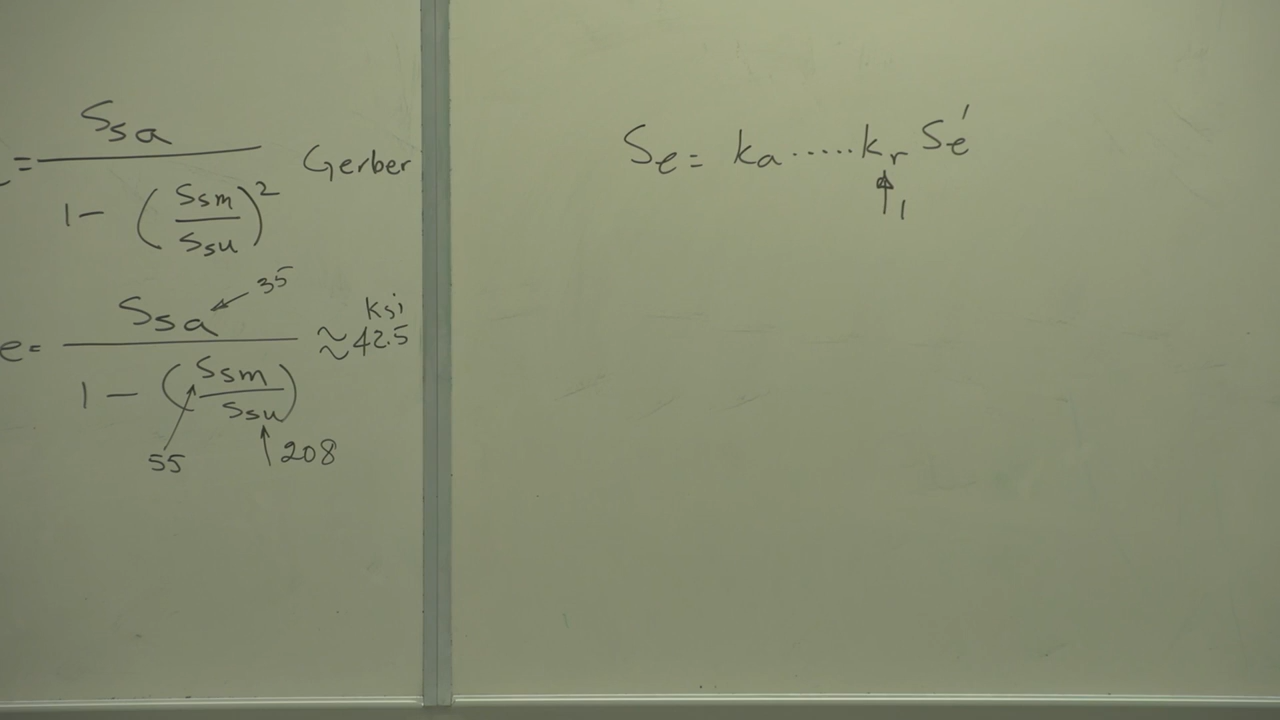 = Ssa / 1 - (Ssm / Ssu)² Gerber
e = Ssa / 1 - (Ssm / Ssu) ≈ 42.5 ksi
35
55
208
Se = ka ..... kr Se'
1